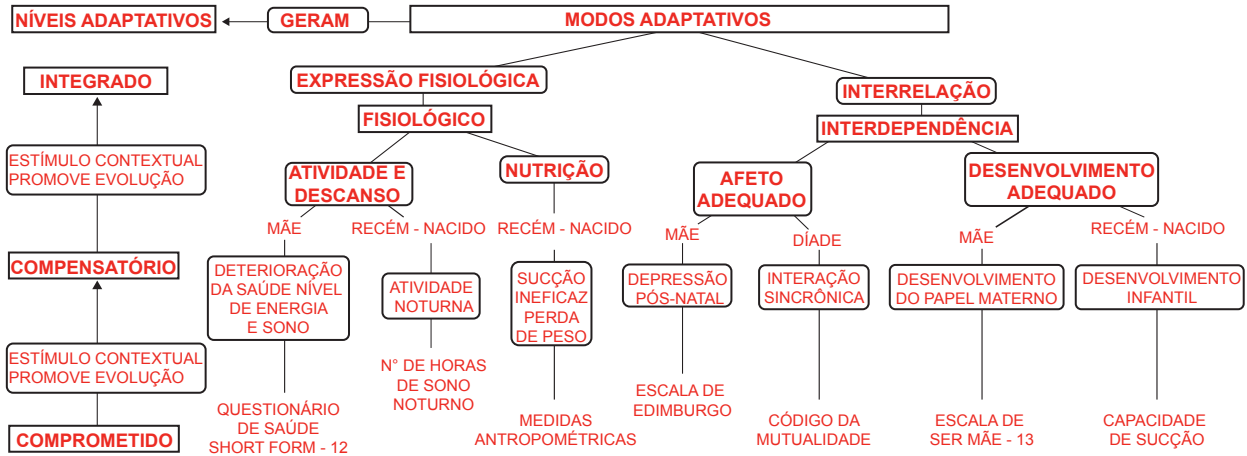 NÍVEIS ADAPTATIVOS
GERAM
MODOS ADAPTATIVOS
INTEGRADO
ESTÍMULO CONTEXTUAL
PROMOVE EVOLUÇÃO
COMPENSATÓRIO
ESTÍMULO CONTEXTUAL
PROMOVE EVOLUÇÃO
COMPROMETIDO
EXPRESSÃO FISIOLÓGICA
FISIOLÓGICO
ATIVIDADE E
DESCANSO
MÃE
DETERIORAÇÃO
DA SAÚDE NÍVEL
DE ENERGIA
E SONO
QUESTIONÁRIO
DE SAÚDE
SHORT FORM - 12
RECÉM - NACIDO
ATIVIDADE
NOTURNA
N° DE HORAS
DE SONO
NOTURNO
NUTRIÇÃO
RECÉM - NACIDO
SUCÇÃO
INEFICAZ
PERDA
DE PESO
MEDIDAS
ANTROPOMÉTRICAS
INTERRELAÇÃO
INTERDEPENDÊNCIA
AFETO
ADEQUADO
MÃE
DEPRESSÃO
PÓS-NATAL
ESCALA DE
EDIMBURGO
DÍADE
INTERAÇÃO
SINCRÔNICA
CÓDIGO DA
MUTUALIDADE
DESENVOLVIMENTO
ADEQUADO
MÃE
DESENVOLVIMENTO
DO PAPEL MATERNO
ESCALA DE
SER MÃE - 13
RECÉM - NACIDO
DESENVOLVIMENTO
INFANTIL
CAPACIDADE
DE SUCÇÃO